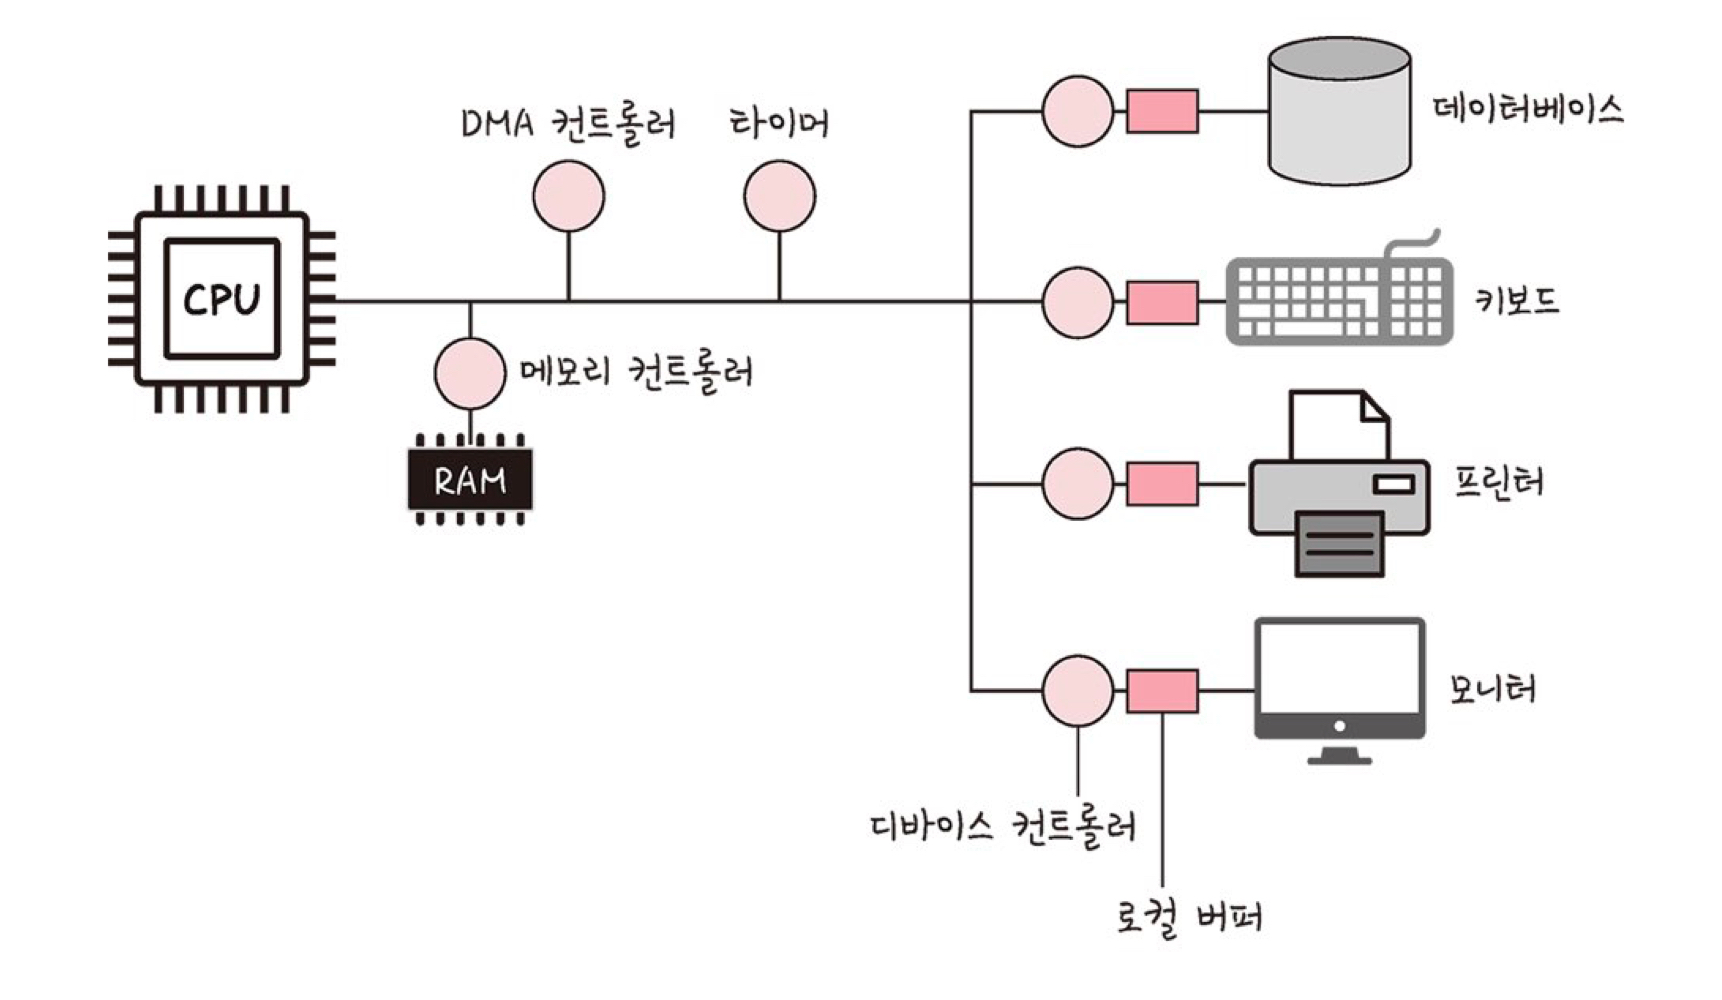 DMA 컨트롤러
타이머
데이터베이스
CPU
키보드
메모리 컨트롤러
RAM
프린터
모니터
디바이스 컨트롤러
로컬 버퍼